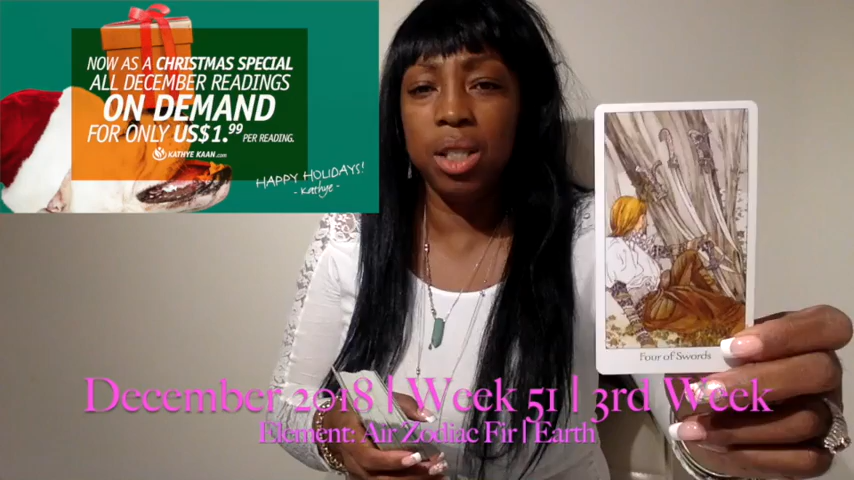 NOW AS A CHRISTMAS SPECIAL
ALL DECEMBER READINGS
ON DEMAND
FOR ONLY US$1.99 PER READING.
KATHYE KAAN.com
HAPPY HOLIDAYS!
- Kathye -
Four of Swords
December 2018 | Week 51 | 3rd Week
Element: Air Zodiac Fir | Earth